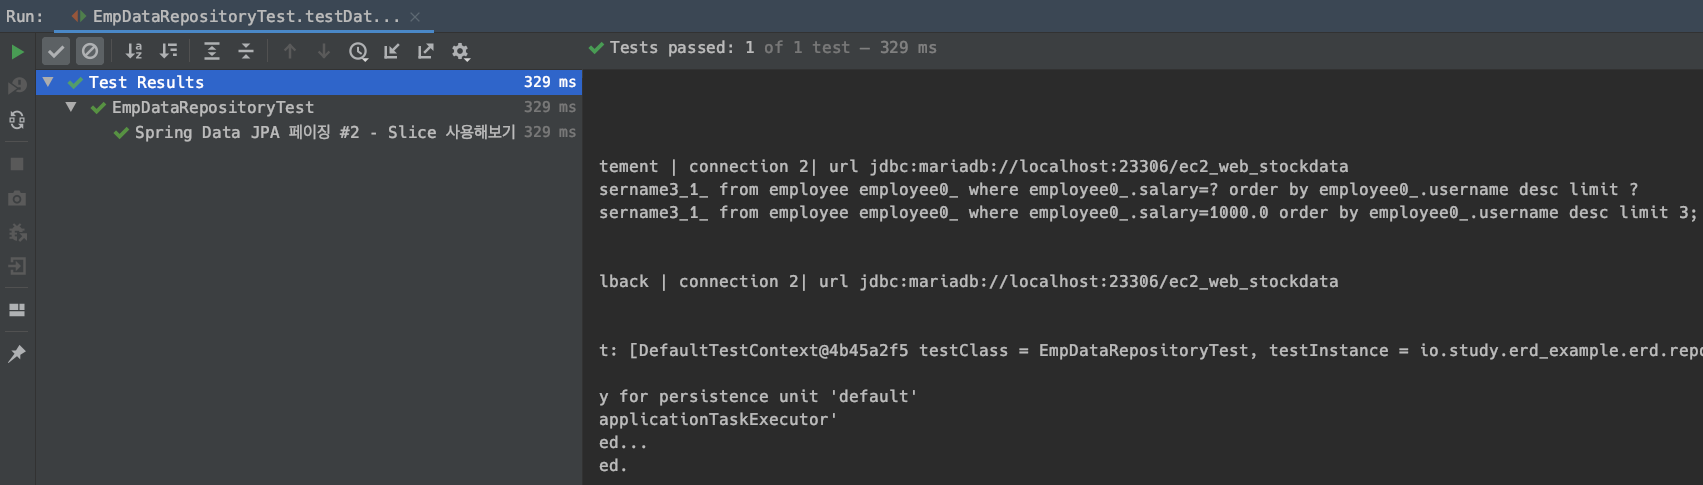 Run: EmpDataRepositoryTest.testDat... ×
Tests passed: 1 of 1 test – 329 ms
Test Results 329 ms
EmpDataRepositoryTest 329 ms
Spring Data JPA 페이징 #2 - Slice 사용해보기 329 ms
tement | connection 2| url jdbc:mariadb://localhost:23306/ec2_web_stockdata
sername3_1_ from employee employee0_ where employee0_.salary=? order by employee0_.username desc limit ?
sername3_1_ from employee employee0_ where employee0_.salary=1000.0 order by employee0_.username desc limit 3;
lback | connection 2| url jdbc:mariadb://localhost:23306/ec2_web_stockdata
t: [DefaultTestContext@4b45a2f5 testClass = EmpDataRepositoryTest, testInstance = io.study.erd_example.erd.repo
y for persistence unit 'default'
applicationTaskExecutor'
ed...
ed.